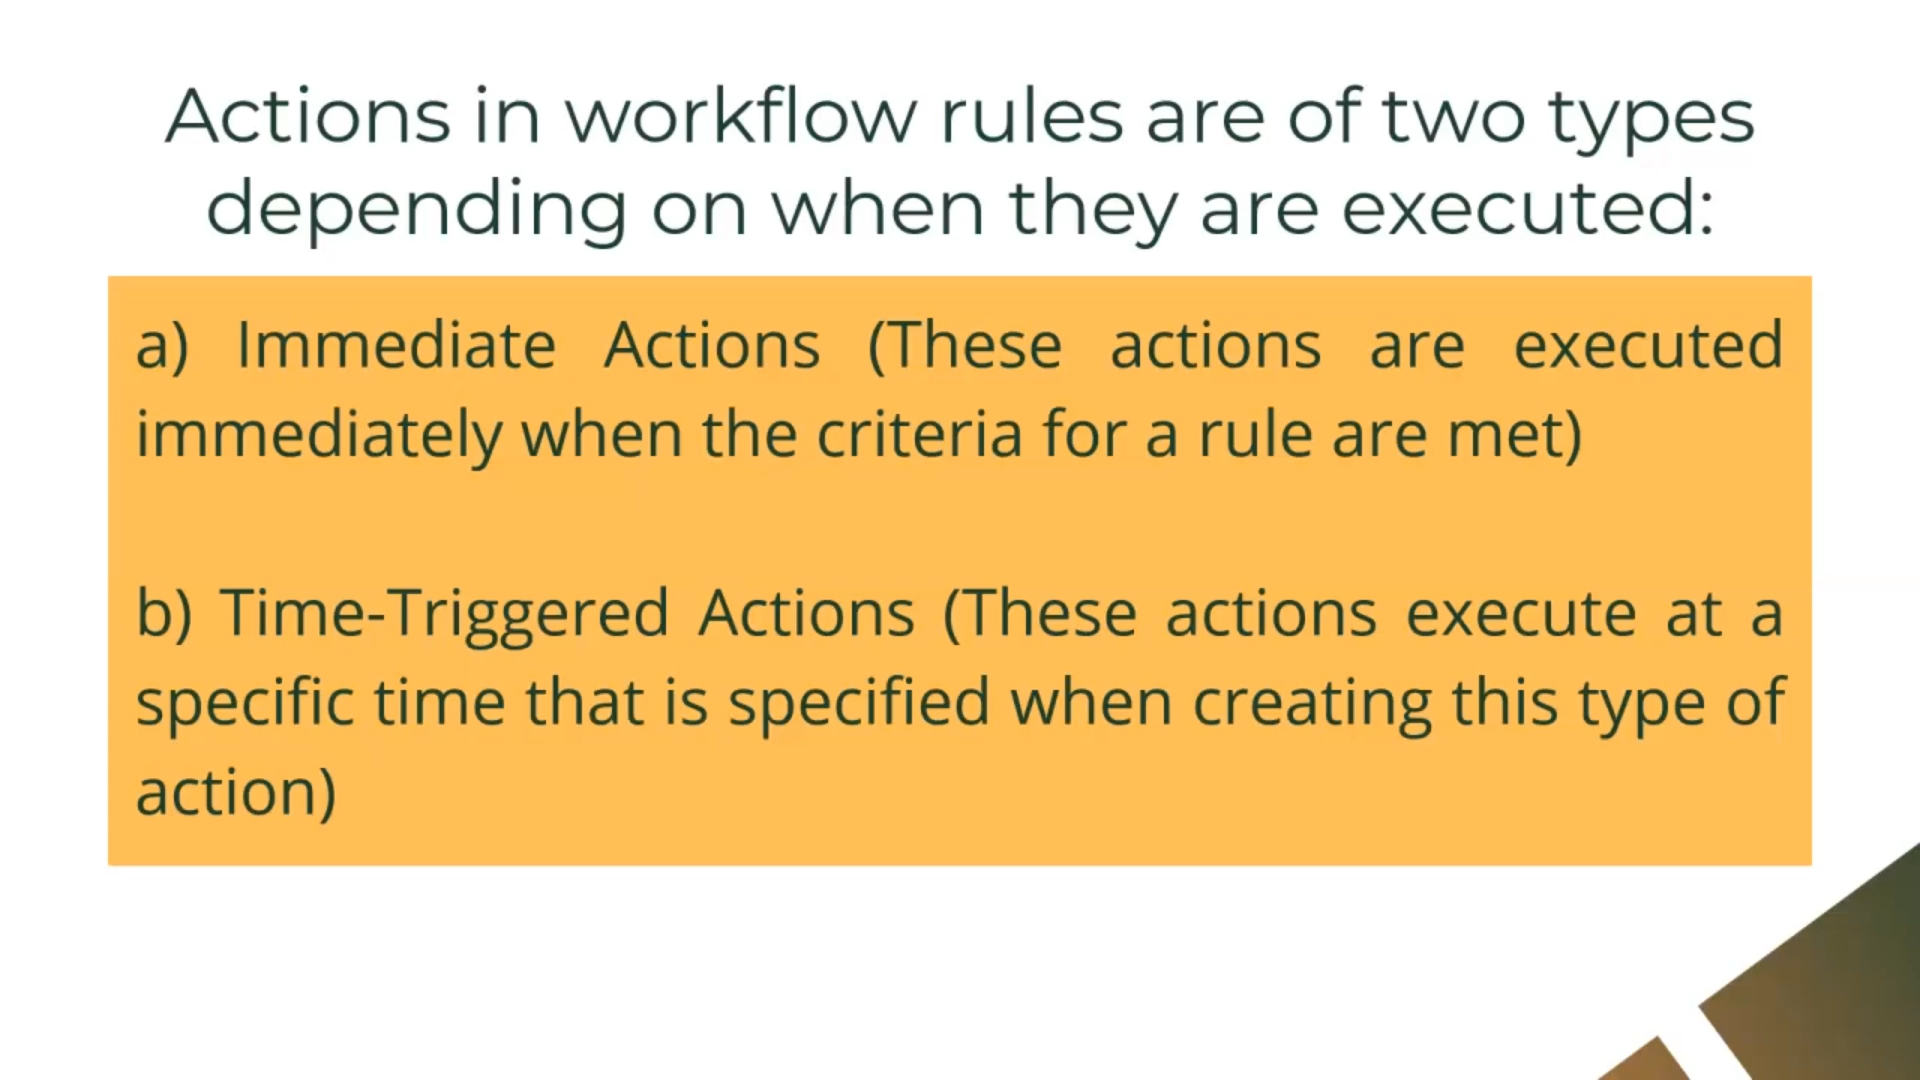 Actions in workflow rules are of two types
depending on when they are executed:
a) Immediate Actions (These actions are executed
immediately when the criteria for a rule are met)
b) Time-Triggered Actions (These actions execute at a
specific time that is specified when creating this type of
action)